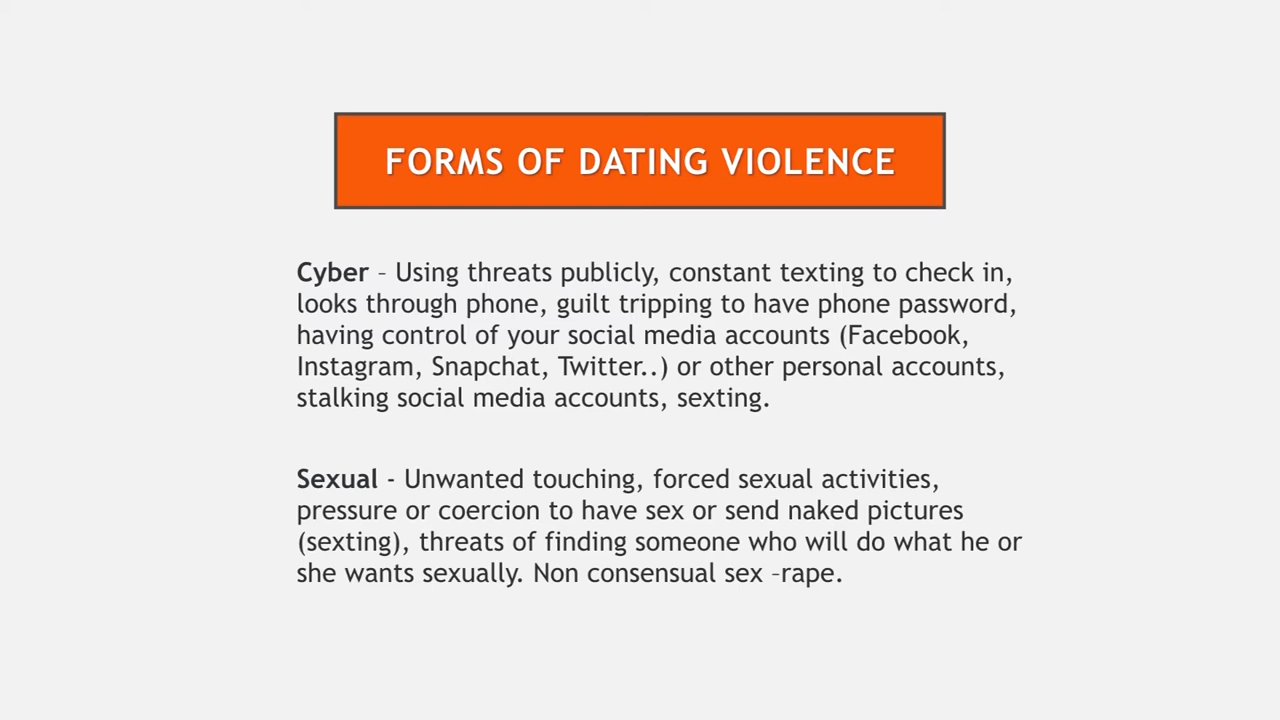 FORMS OF DATING VIOLENCE
Cyber – Using threats publicly, constant texting to check in,
looks through phone, guilt tripping to have phone password,
having control of your social media accounts (Facebook,
Instagram, Snapchat, Twitter..) or other personal accounts,
stalking social media accounts, sexting.
Sexual - Unwanted touching, forced sexual activities,
pressure or coercion to have sex or send naked pictures
(sexting), threats of finding someone who will do what he or
she wants sexually. Non consensual sex –rape.